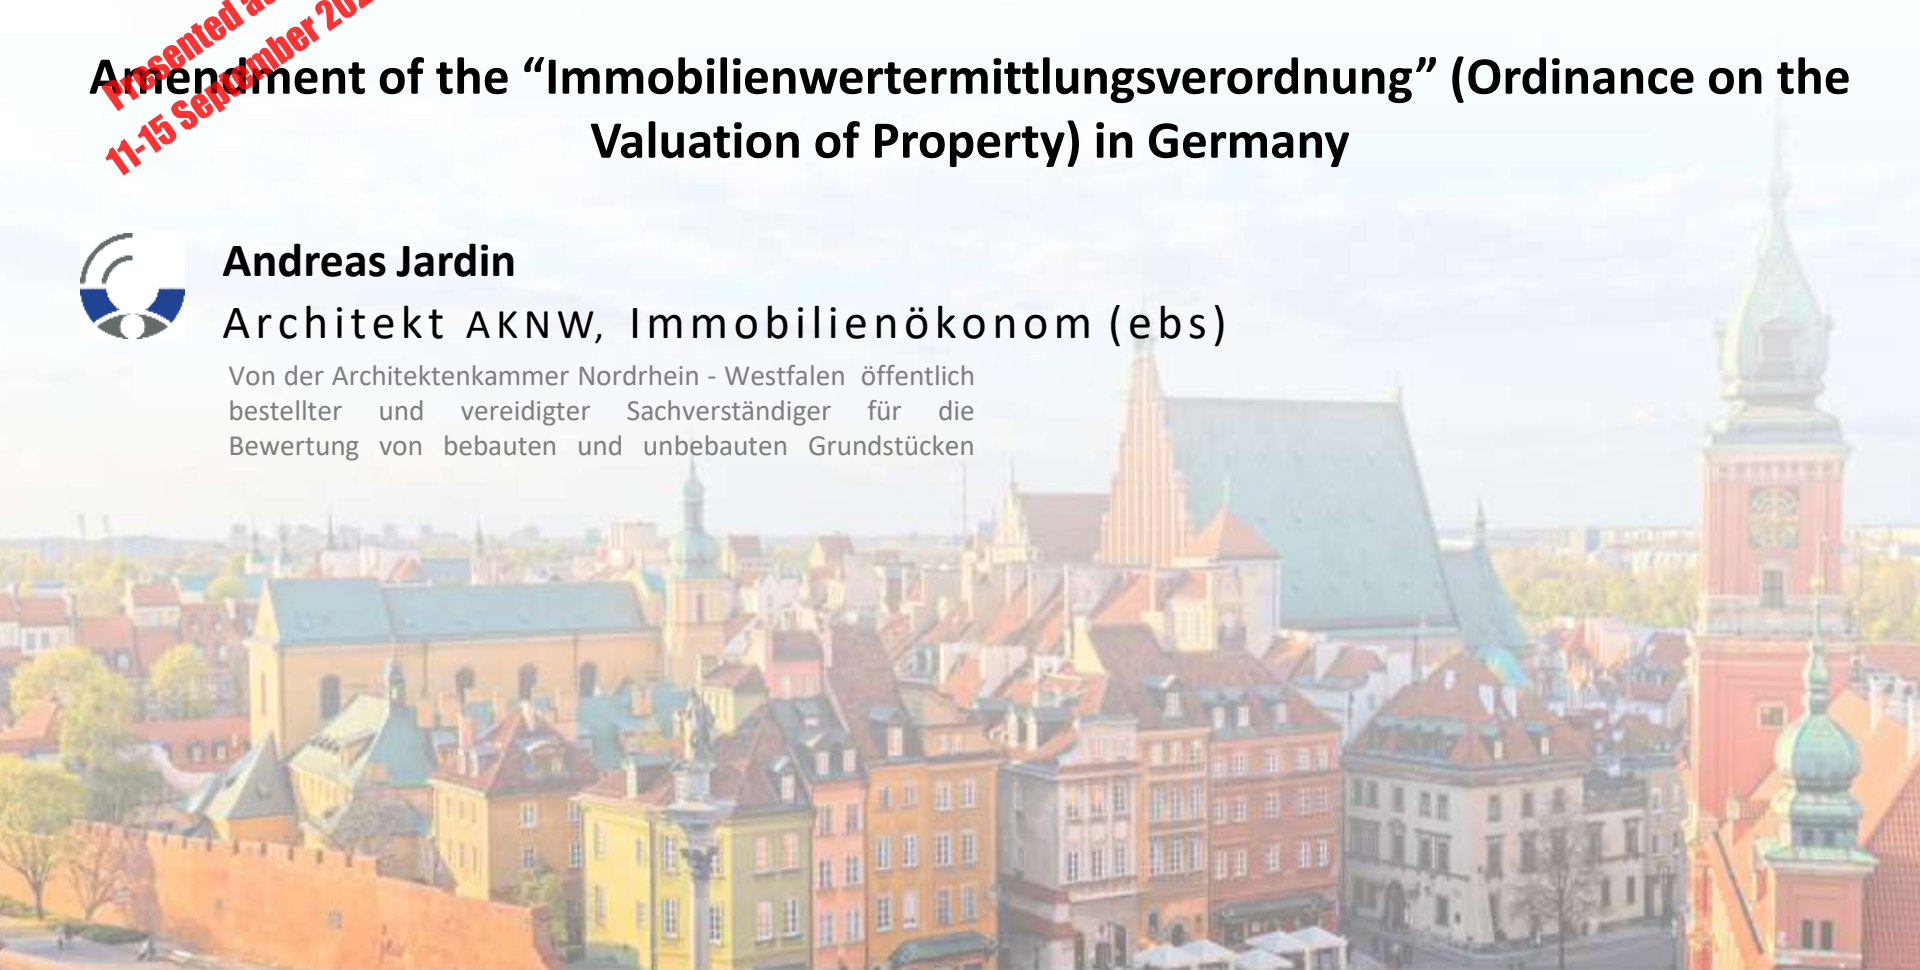 Presented at
11-15 September
Amendment of the “Immobilienwertermittlungsverordnung” (Ordinance on the
Valuation of Property) in Germany
Andreas Jardin
Architekt AKNW, Immobilienökonom (ebs)
Von der Architektenkammer Nordrhein - Westfalen öffentlich
bestellter und vereidigter Sachverständiger für die
Bewertung von bebauten und unbebauten Grundstücken